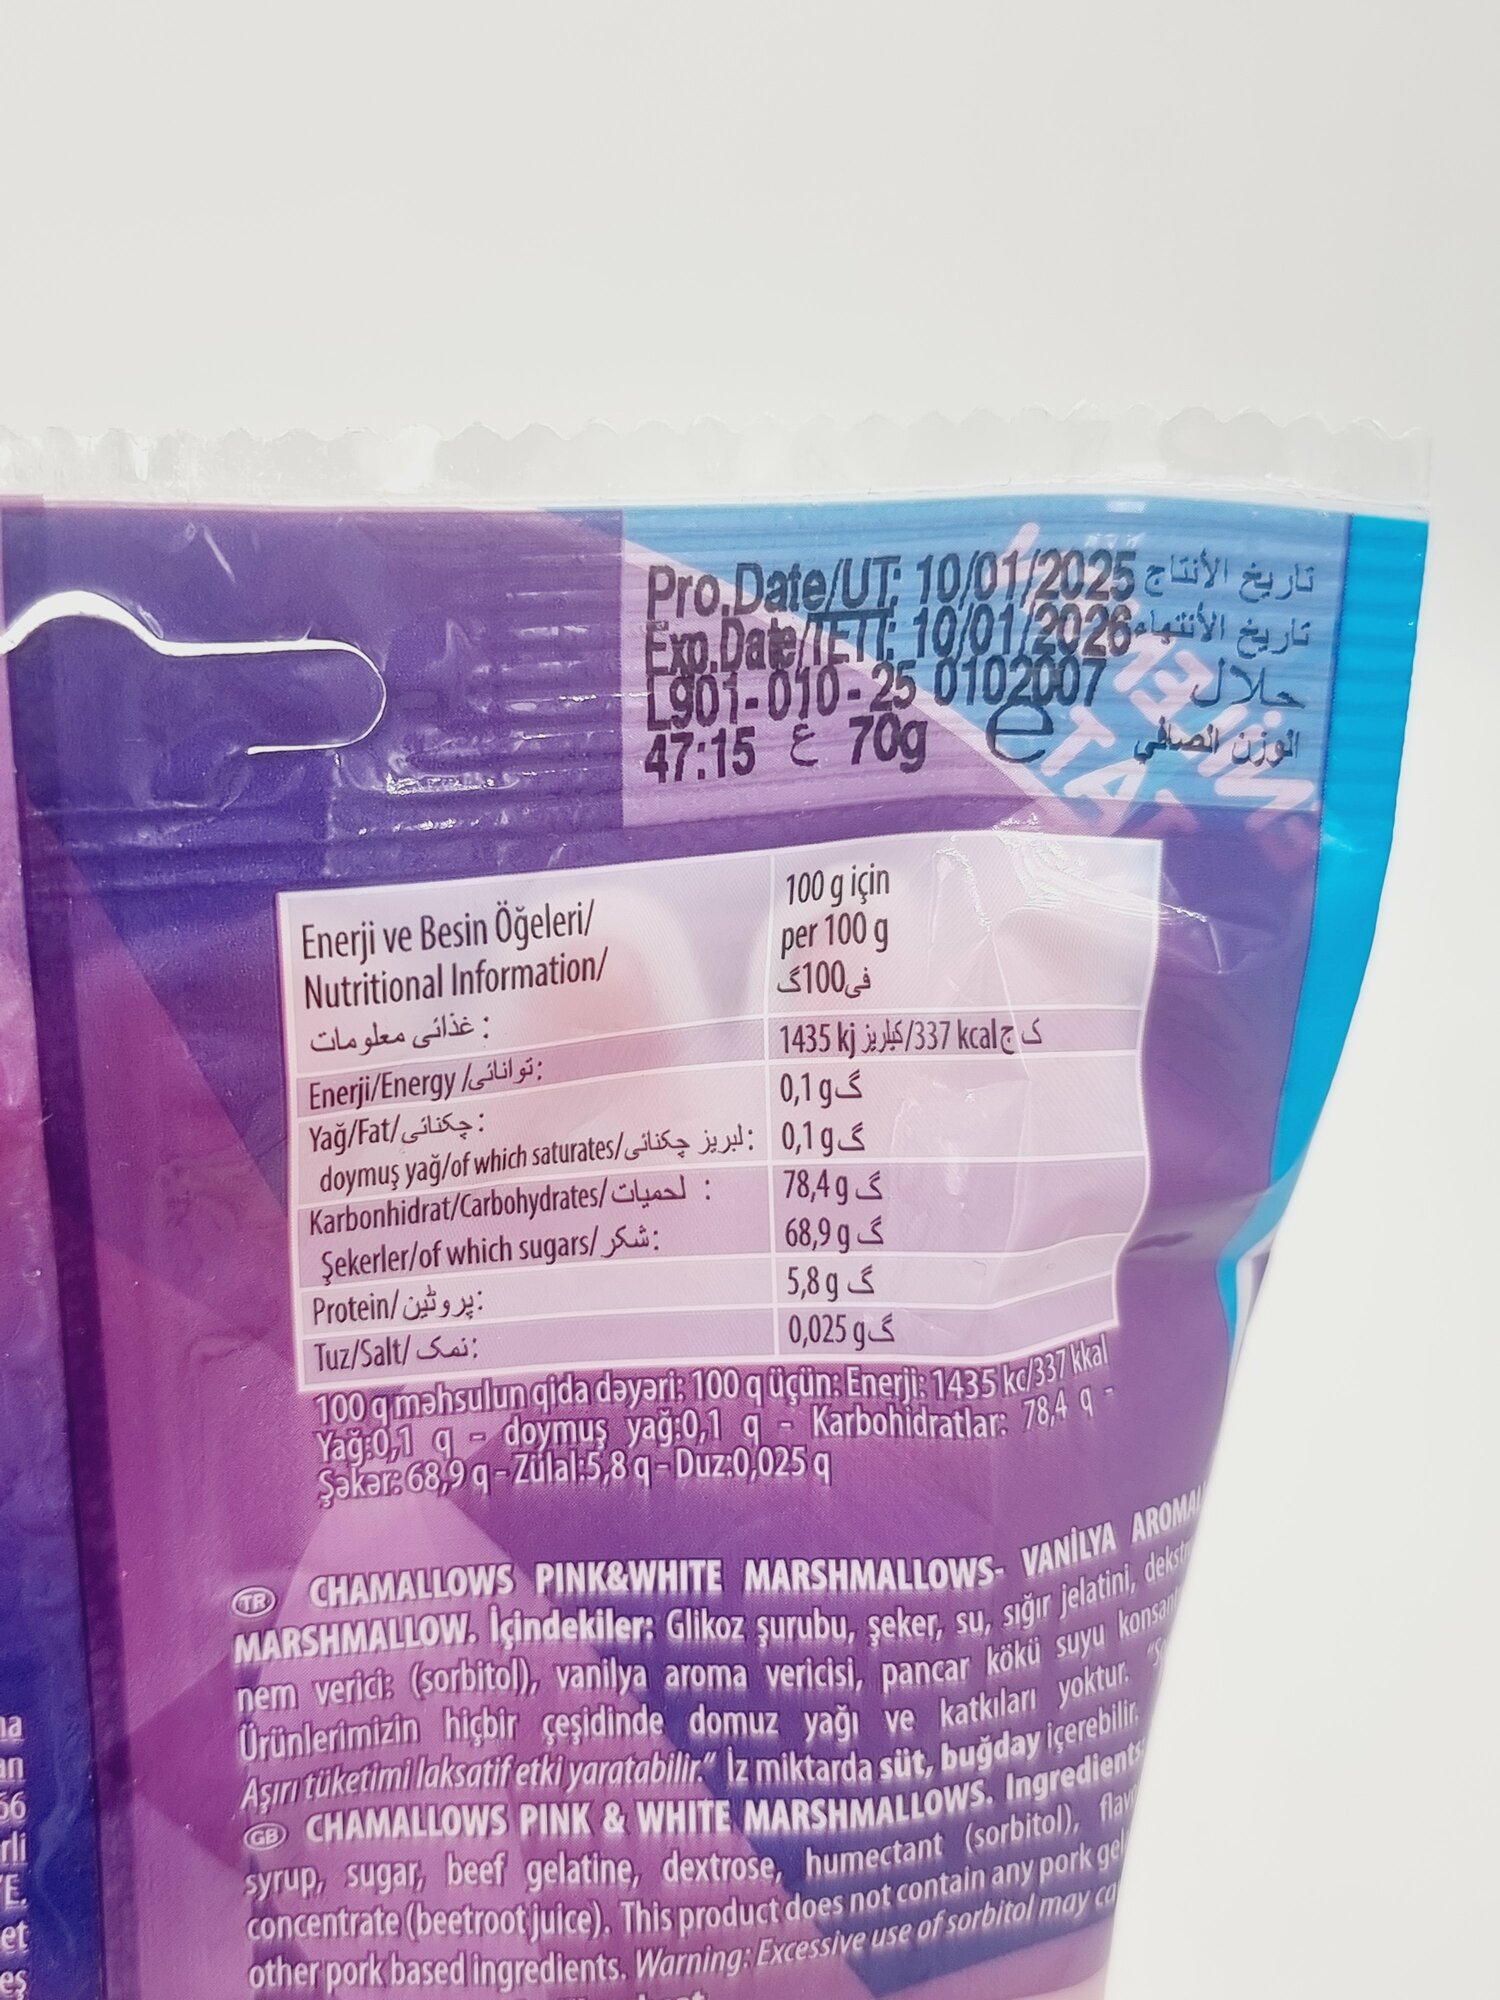 Pro.Date/UT: 10/01/2025 تاريخ الأنتاج
Exp.Date/TETT: 10/01/2026 تاريخ الأنتهاء
L901-010-25 0102007 حلال
47:15 غ 70g e الوزن الصافي
Enerji ve Besin Öğeleri/
Nutritional Information/
غذائی معلومات :
100 g için
per 100 g
فی100گ
Enerji/Energy /توانائی: 1435 kj کیلریز/337 kcal ک ج
Yağ/Fat/چکنائی: 0,1 g گ
doymuş yağ/of which saturates/لبریز چکنائی: 0,1 g گ
Karbonhidrat/Carbohydrates/لحمیات : 78,4 g گ
Şekerler/of which sugars/شکر: 68,9 g گ
Protein/پروٹین: 5,8 g گ
Tuz/Salt/نمک: 0,025 g گ
100 q məhsulun qida dəyəri: 100 q üçün: Enerji: 1435 kc/337 kkal
Yağ:0,1 q - doymuş yağ:0,1 q - Karbohidratlar: 78,4 q -
Şəkər: 68,9 q - Zülal:5,8 q - Duz:0,025 q
TR CHAMALLOWS PINK&WHITE MARSHMALLOWS- VANİLYA
MARSHMALLOW. İçindekiler: Glikoz şurubu, şeker, su, sığır jelatini,
nem verici: (sorbitol), vanilya aroma vericisi, pancar kökü suyu
Ürünlerimizin hiçbir çeşidinde domuz yağı ve katkıları yoktur.
Aşırı tüketimi laksatif etki yaratabilir." İz miktarda süt, buğday içerebilir.
GB CHAMALLOWS PINK & WHITE MARSHMALLOWS. Ingredients:
syrup, sugar, beef gelatine, dextrose, humectant (sorbitol),
concentrate (beetroot juice). This product does not contain any pork
other pork based ingredients. Warning: Excessive use of sorbitol may